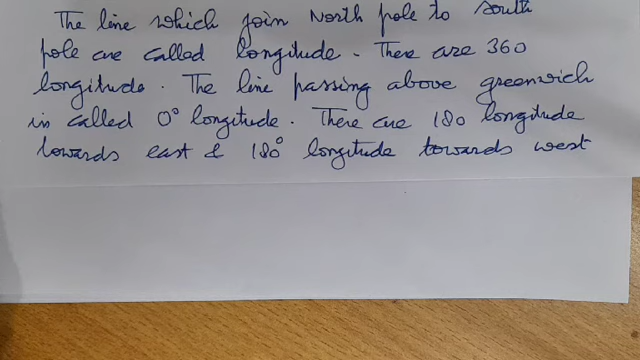 The line which join North pole to south
pole are called longitude. There are 360
longitude. The line passing above greenwich
is called 0° longitude. There are 180 longitude
towards east & 180° longitude towards west